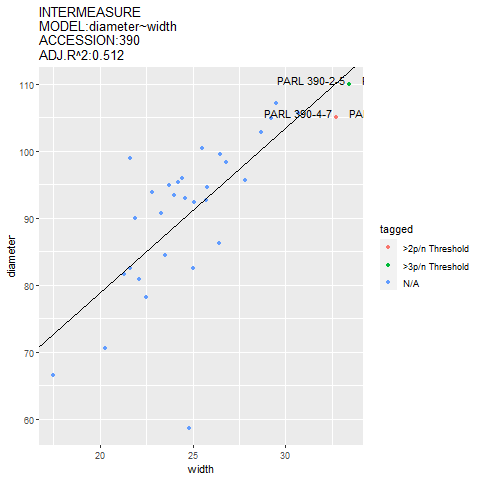 INTERMEASURE
MODEL:diameter~width
ACCESSION:390
ADJ.R^2:0.512
110
100
90
80
70
60
diameter
PARL 390-2-5
PARL 390-4-7
PA
20
25
30
width
tagged
>2p/n Threshold
>3p/n Threshold
N/A